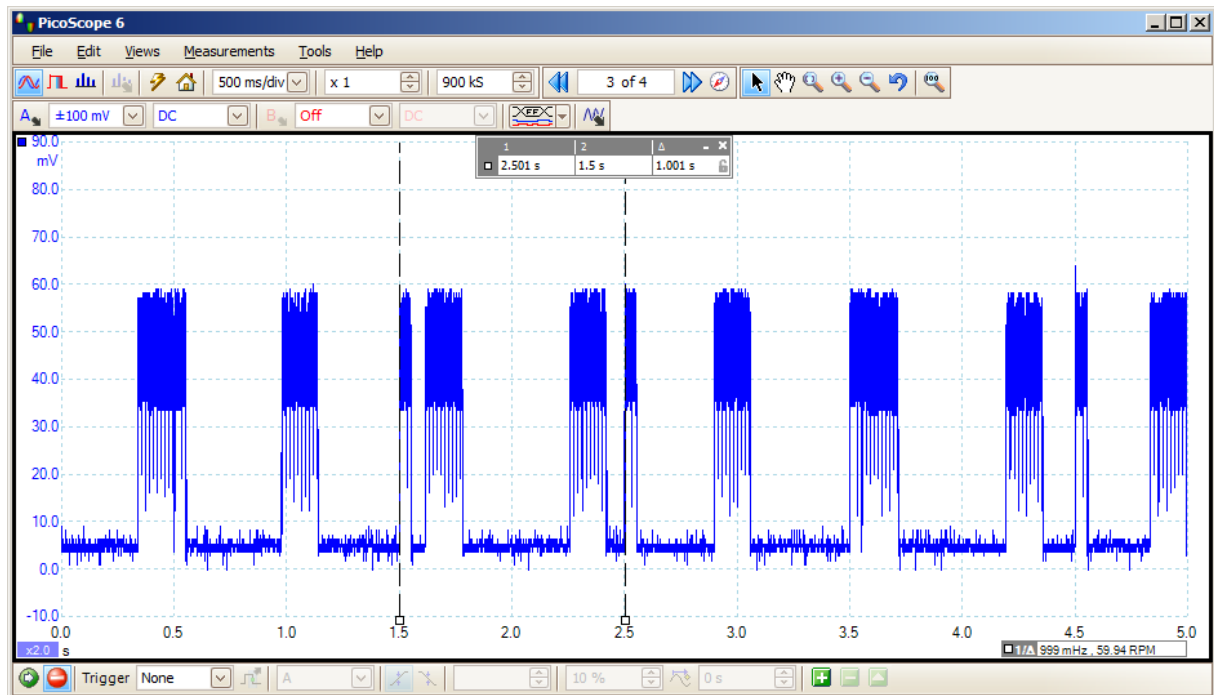 PicoScope 6
File Edit Views Measurements Tools Help
500 ms/div x 1 900 kS 3 of 4
A ±100 mV DC B Off DC
90.0
mV
1 2 Δ
2.501 s 1.5 s 1.001 s
80.0
70.0
60.0
50.0
40.0
30.0
20.0
10.0
0.0
-10.0
0.0 0.5 1.0 1.5 2.0 2.5 3.0 3.5 4.0 4.5 5.0
x2.0 s 1/Δ 999 mHz , 59.94 RPM
Trigger None A 10 % 0 s